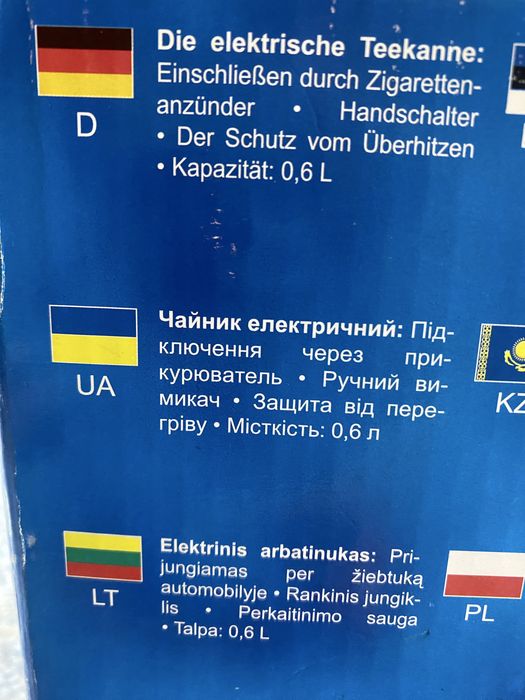 Die elektrische Teekanne:
Einschließen durch Zigaretten-
anzünder • Handschalter
• Der Schutz vom Überhitzen
• Kapazität: 0,6 L
D
Чайник електричний: Під-
ключення через при-
курюватель • Ручний ви-
микач • Защита від пере-
гріву • Місткість: 0,6 л
UA
KZ
Elektrinis arbatinukas: Pri-
jungiamas per žiebtuką
automobilyje • Rankinis jungik-
lis • Perkaitinimo sauga
• Talpa: 0,6 L
LT
PL